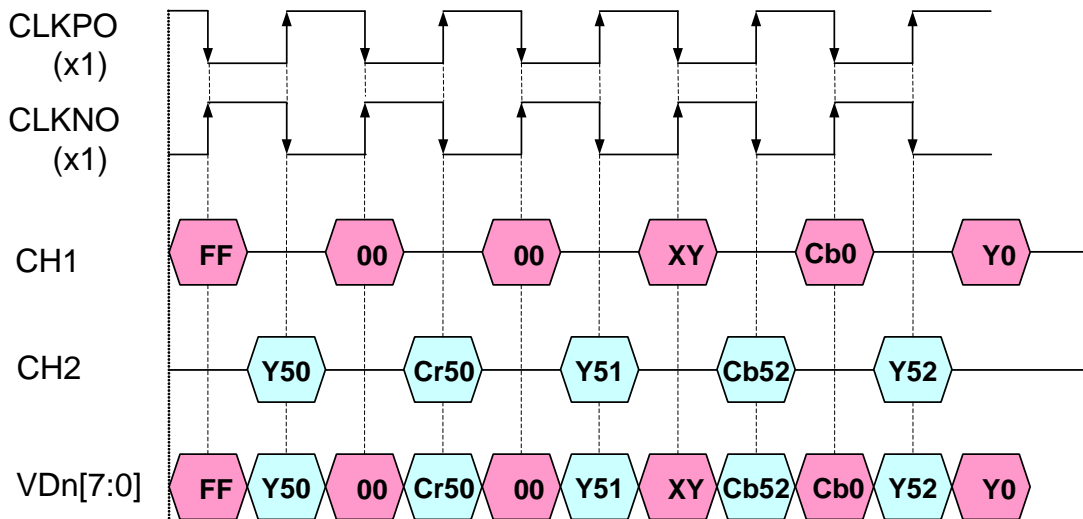 CLKPO
(x1)
CLKNO
(x1)
CH1 FF 00 00 XY Cb0 Y0
CH2 Y50 Cr50 Y51 Cb52 Y52
VDn[7:0] FF Y50 00 Cr50 00 Y51 XY Cb52 Cb0 Y52 Y0